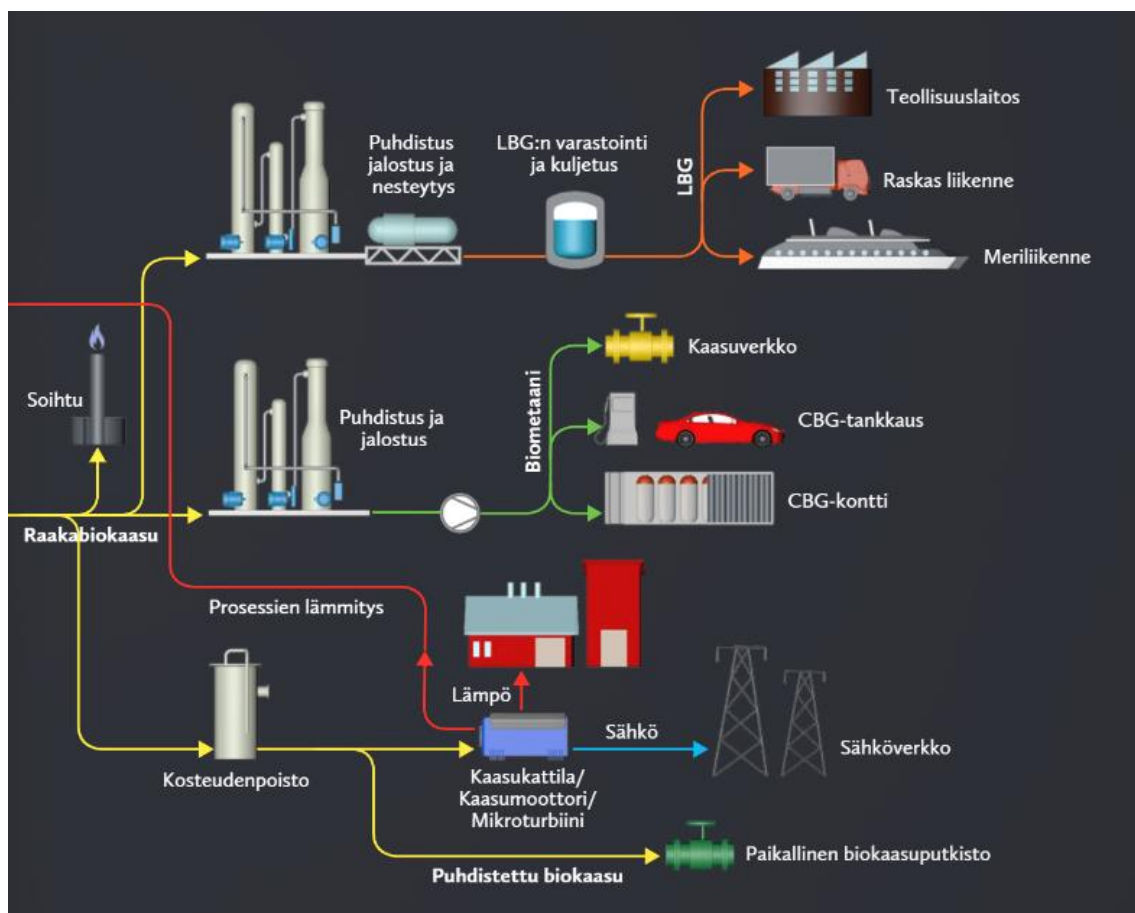 Puhdistus
jalostus ja
nesteytys
LBG:n varastointi
ja kuljetus
LBG
Teollisuuslaitos
Raskas liikenne
Meriliikenne
Soihtu
Puhdistus ja
jalostus
Biometaani
Kaasuverkko
CBG-tankkaus
CBG-kontti
Raakabiokaasu
Prosessien lämmitys
Lämpö
Sähkö
Sähköverkko
Kosteudenpoisto
Kaasukattila/
Kaasumoottori/
Mikroturbiini
Paikallinen biokaasuputkisto
Puhdistettu biokaasu